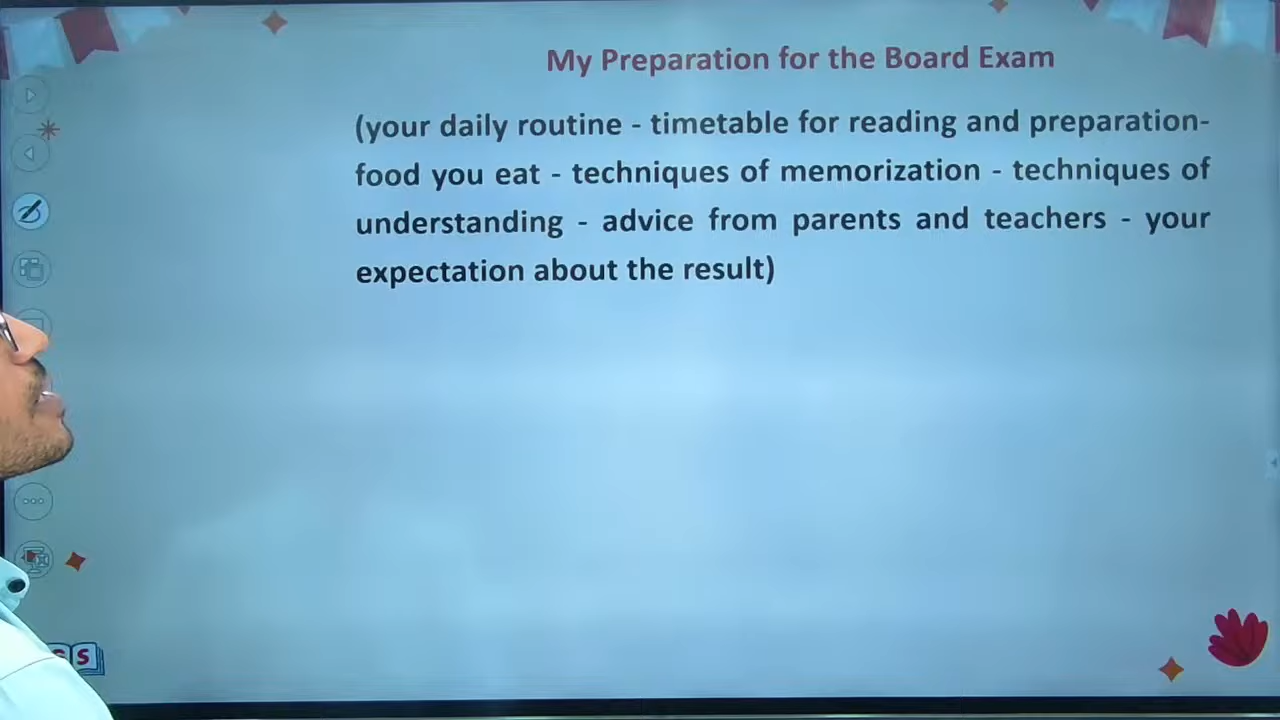 My Preparation for the Board Exam
(your daily routine - timetable for reading and preparation-
food you eat - techniques of memorization - techniques of
understanding - advice from parents and teachers - your
expectation about the result)
S